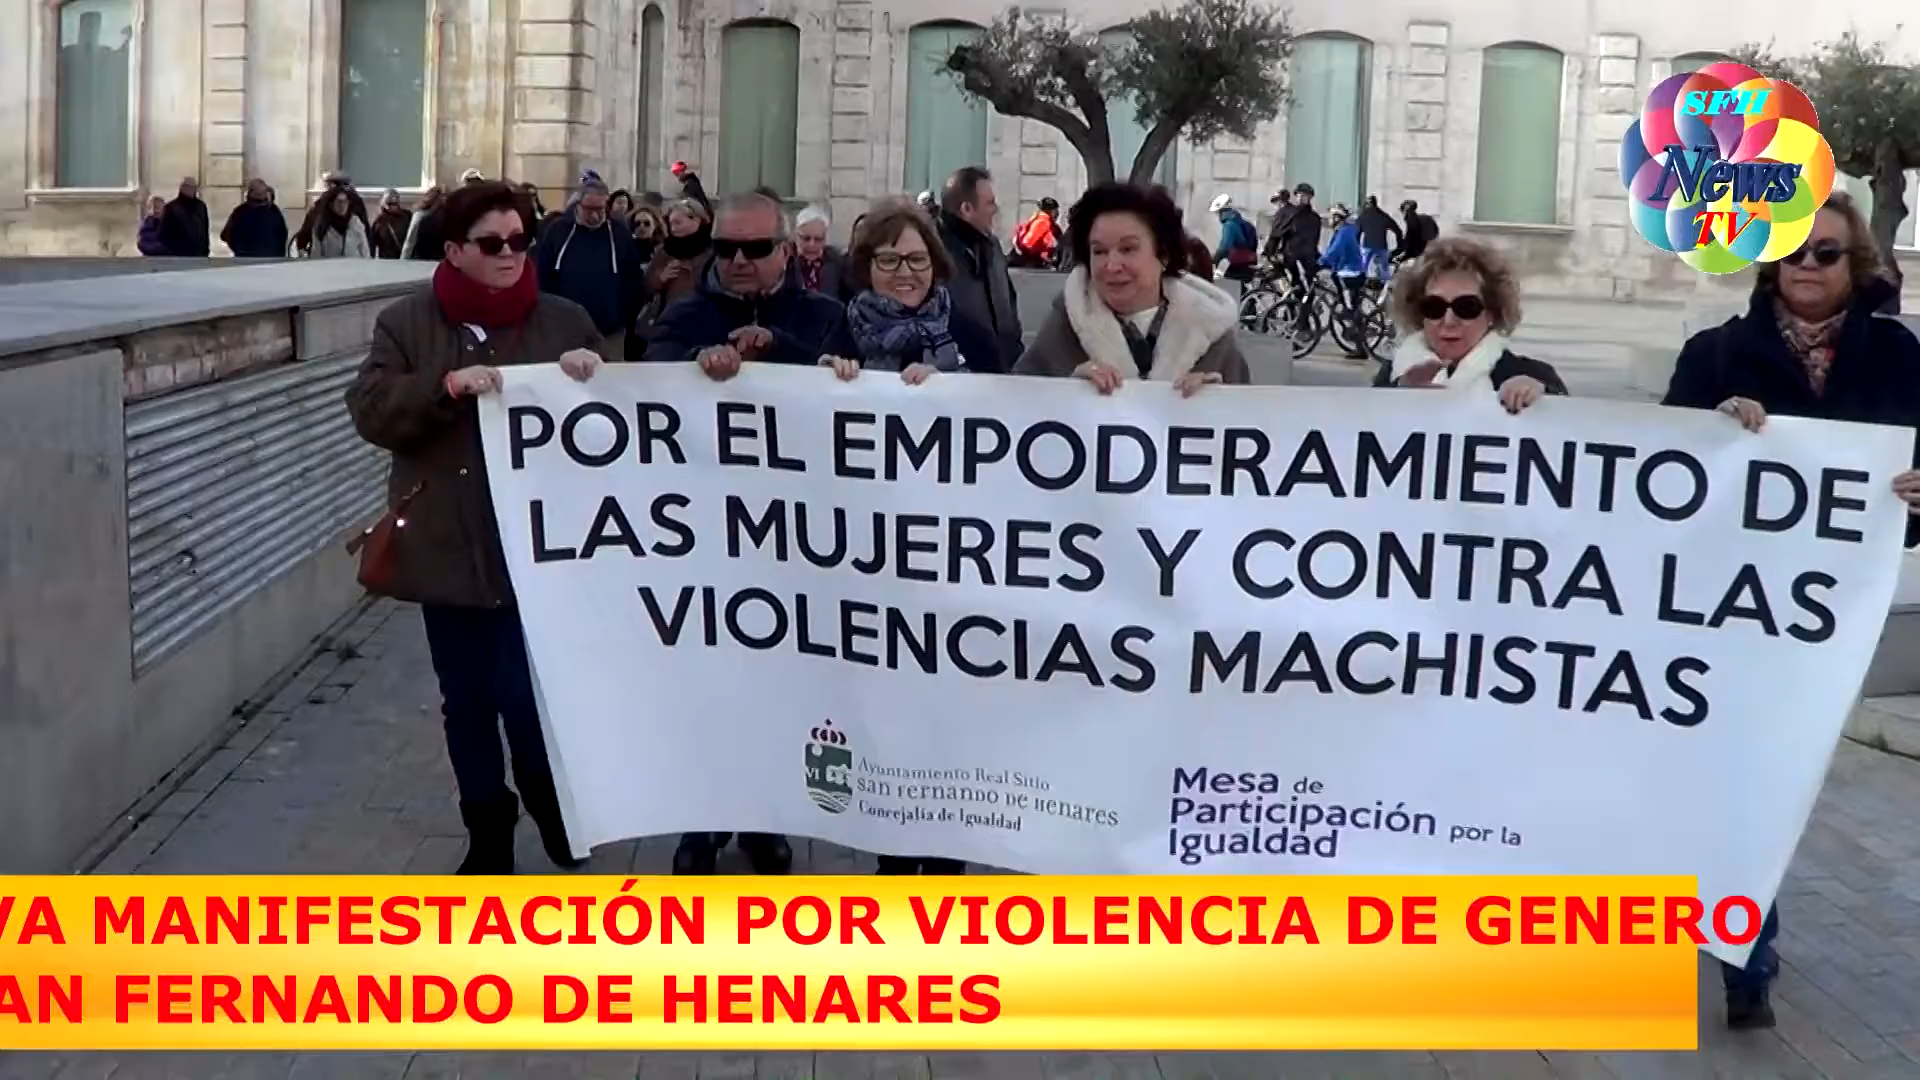 SFH
News
TV
POR EL EMPODERAMIENTO DE
LAS MUJERES Y CONTRA LAS
VIOLENCIAS MACHISTAS
Ayuntamiento Real Sitio
SAN FERNANDO DE HENARES
Concejalía de Igualdad
Mesa de
Participación por la
Igualdad
VA MANIFESTACIÓN POR VIOLENCIA DE GENERO
AN FERNANDO DE HENARES